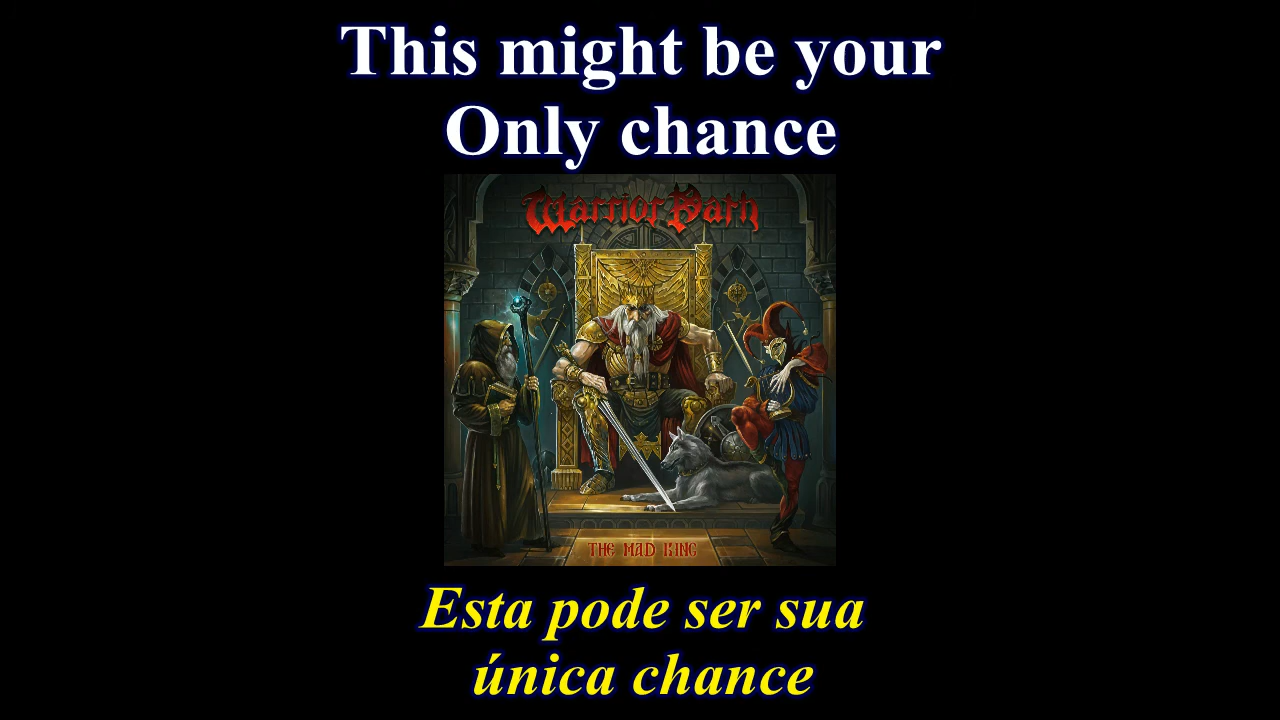 This might be your
Only chance
Warrior Path
THE MAD KING
Esta pode ser sua
única chance